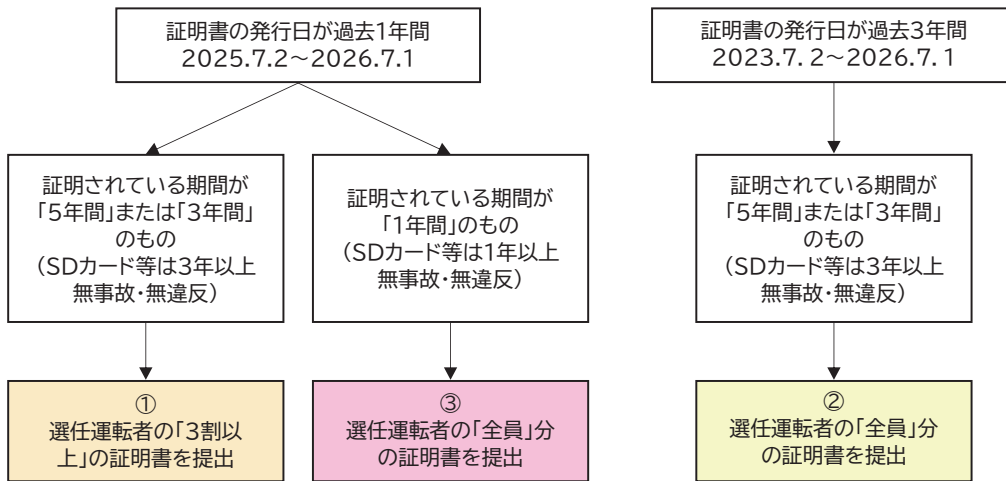 証明書の発行日が過去1年間
2025.7.2～2026.7.1
証明書の発行日が過去3年間
2023.7.2～2026.7.1
証明されている期間が
「5年間」または「3年間」
のもの
（SDカード等は3年以上
無事故・無違反）
証明されている期間が
「1年間」のもの
（SDカード等は1年以上
無事故・無違反）
証明されている期間が
「5年間」または「3年間」
のもの
（SDカード等は3年以上
無事故・無違反）
①
選任運転者の「3割以
上」の証明書を提出
③
選任運転者の「全員」分
の証明書を提出
②
選任運転者の「全員」分
の証明書を提出